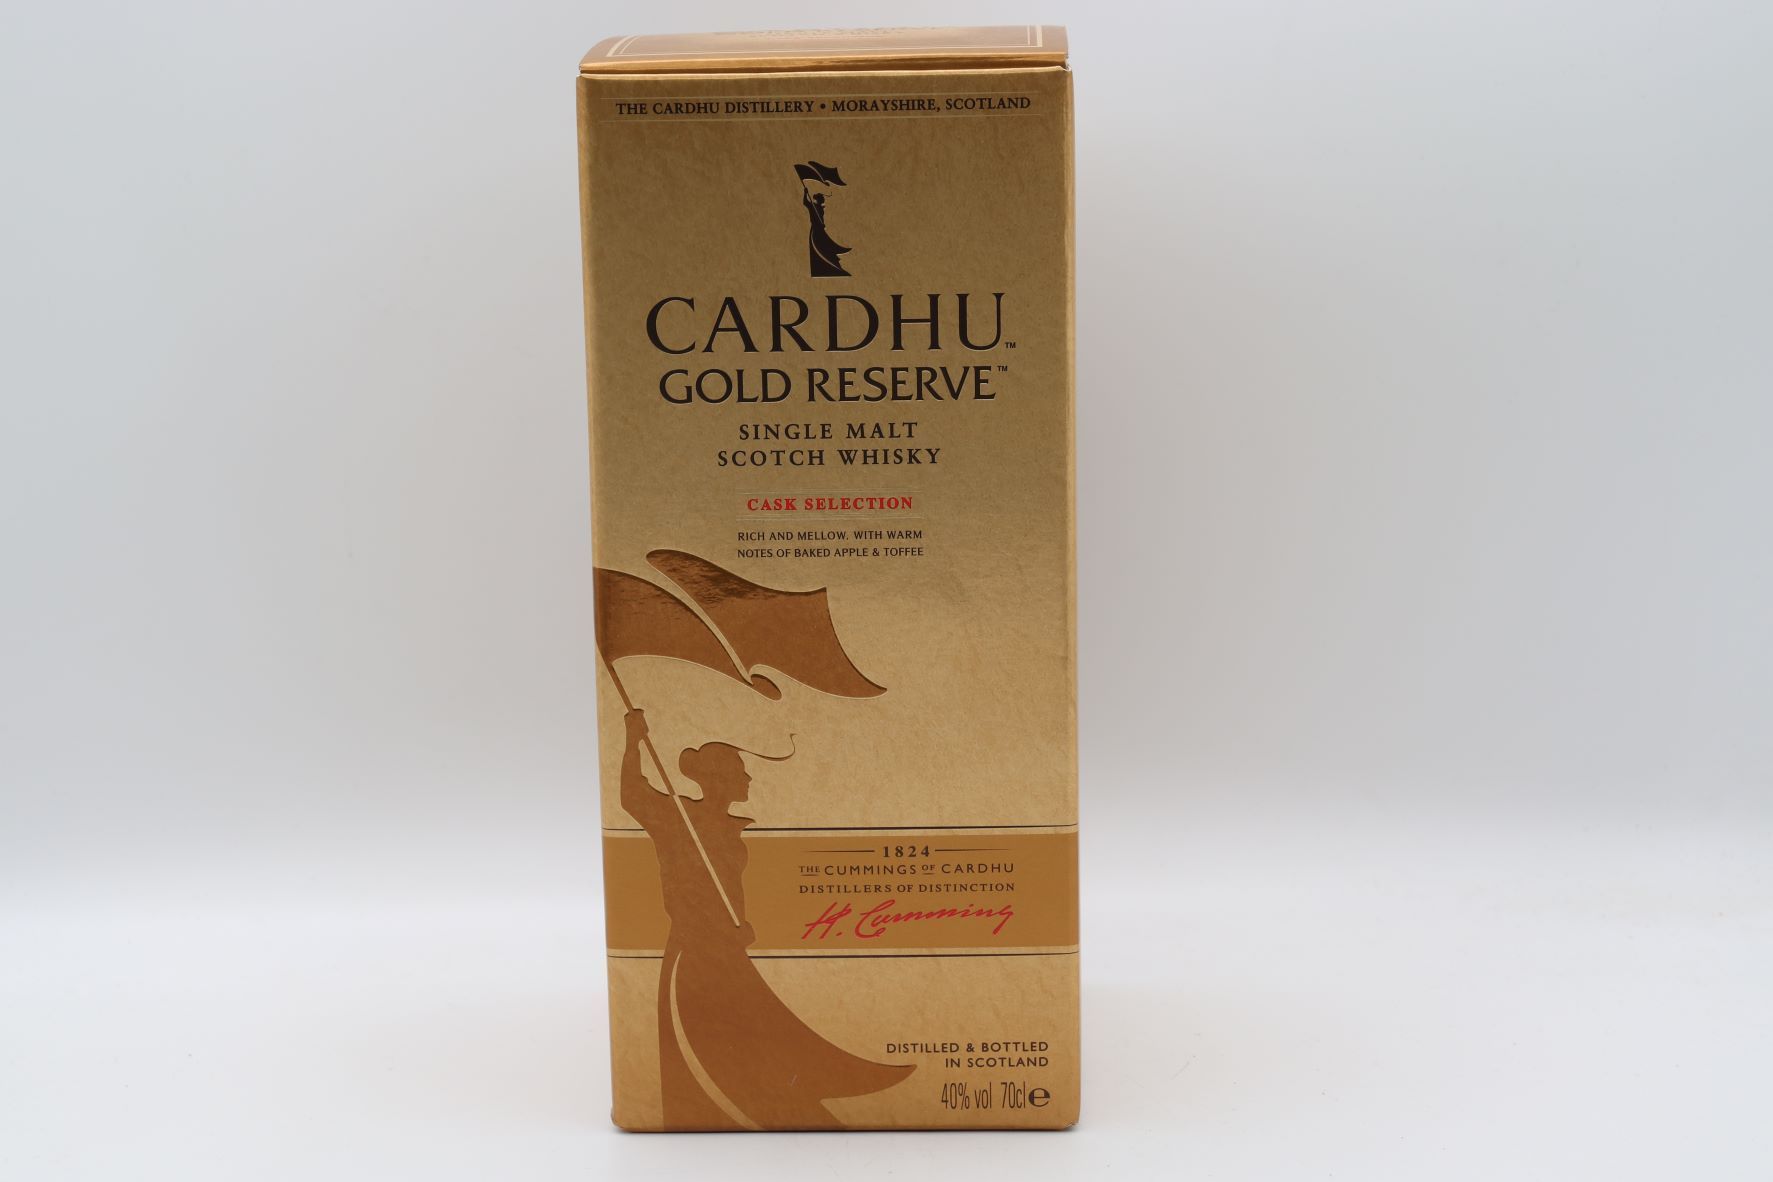 THE CARDHU DISTILLERY • MORAYSHIRE, SCOTLAND
CARDHU™
GOLD RESERVE™
SINGLE MALT
SCOTCH WHISKY
CASK SELECTION
RICH AND MELLOW, WITH WARM
NOTES OF BAKED APPLE & TOFFEE
1824
THE CUMMINGS OF CARDHU
DISTILLERS OF DISTINCTION
H. Cumming
DISTILLED & BOTTLED
IN SCOTLAND
40% vol 70cl ℮